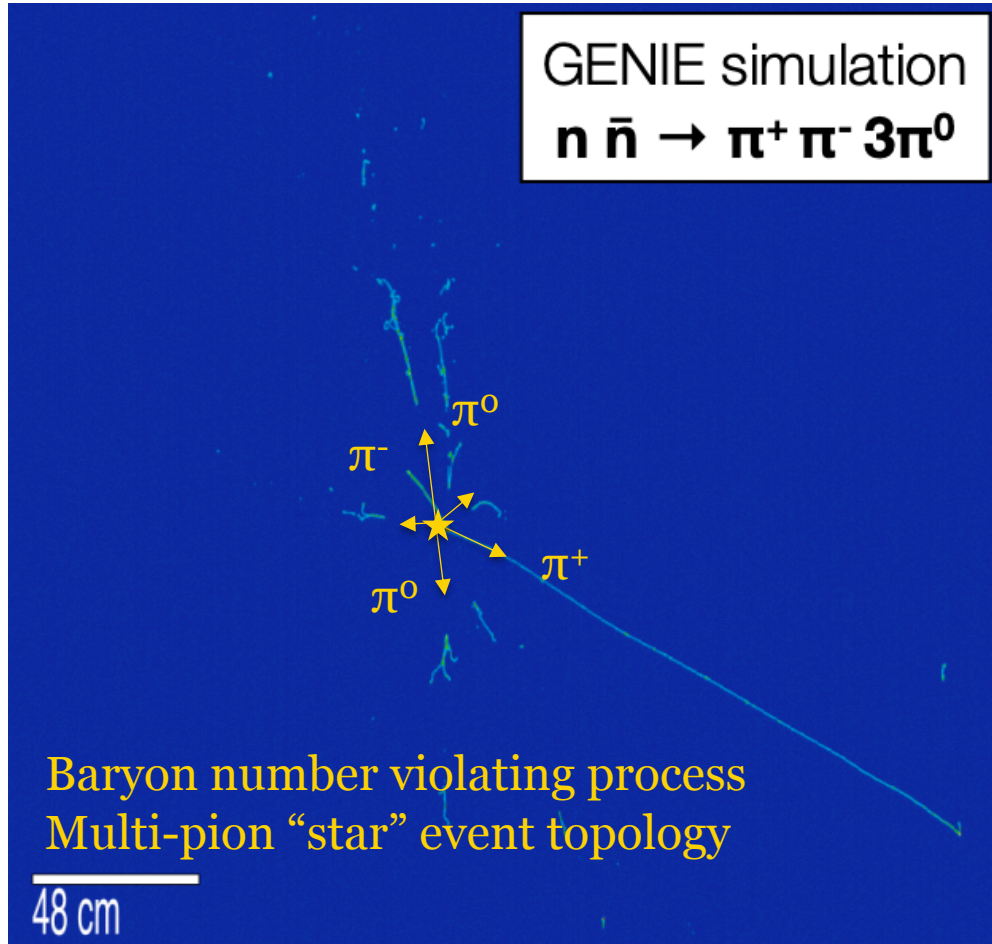 GENIE simulation
n n̄ → π⁺ π⁻ 3π⁰
π⁰
π⁻
π⁺
π⁰
Baryon number violating process
Multi-pion “star” event topology
48 cm